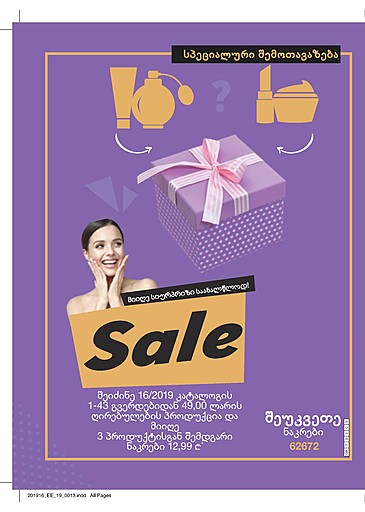 სპეციალური შემოთავაზება
?
მიიღე სიურპრიზი საახალწლოდ!
Sale
შეიძინე 16/2019 კატალოგის
1-43 გვერდებიდან 49,00 ლარის
ღირებულების პროდუქცია და
მიიღე
3 პროდუქტისგან შემდგარი
ნაკრები 12,99 ₾
შეუკვეთე
ნაკრები
62672
201916_EE_19_0013.indd   All Pages